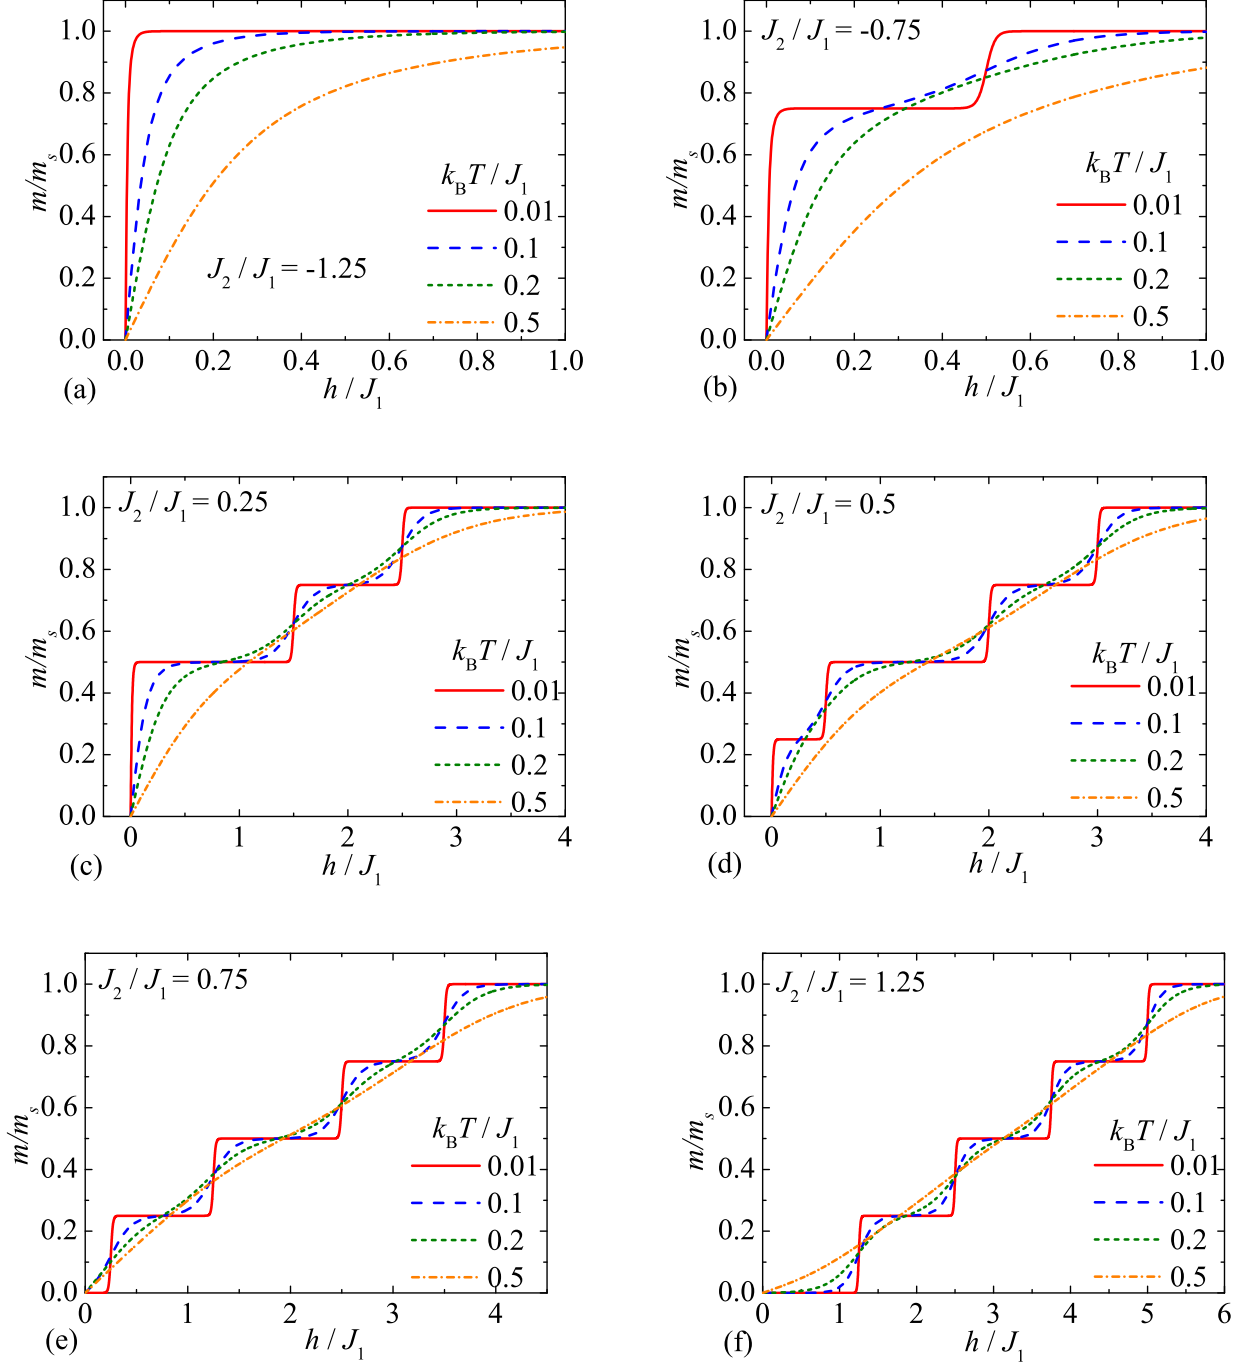 1.0
0.8
0.6
0.4
0.2
0.0
m/m_s
k_BT / J_1
0.01
0.1
0.2
0.5
J_2 / J_1 = -1.25
0.0 0.2 0.4 0.6 0.8 1.0
(a)
h / J_1
J_2 / J_1 = -0.75
1.0
0.8
0.6
0.4
0.2
0.0
m/m_s
k_BT / J_1
0.01
0.1
0.2
0.5
0.0 0.2 0.4 0.6 0.8 1.0
(b)
h / J_1
J_2 / J_1 = 0.25
1.0
0.8
0.6
0.4
0.2
0.0
m/m_s
k_BT / J_1
0.01
0.1
0.2
0.5
0 1 2 3 4
(c)
h / J_1
J_2 / J_1 = 0.5
1.0
0.8
0.6
0.4
0.2
0.0
m/m_s
k_BT / J_1
0.01
0.1
0.2
0.5
0 1 2 3 4
(d)
h / J_1
J_2 / J_1 = 0.75
1.0
0.8
0.6
0.4
0.2
0.0
m/m_s
k_BT / J_1
0.01
0.1
0.2
0.5
0 1 2 3 4
(e)
h / J_1
J_2 / J_1 = 1.25
1.0
0.8
0.6
0.4
0.2
0.0
m/m_s
k_BT / J_1
0.01
0.1
0.2
0.5
0 1 2 3 4 5 6
(f)
h / J_1